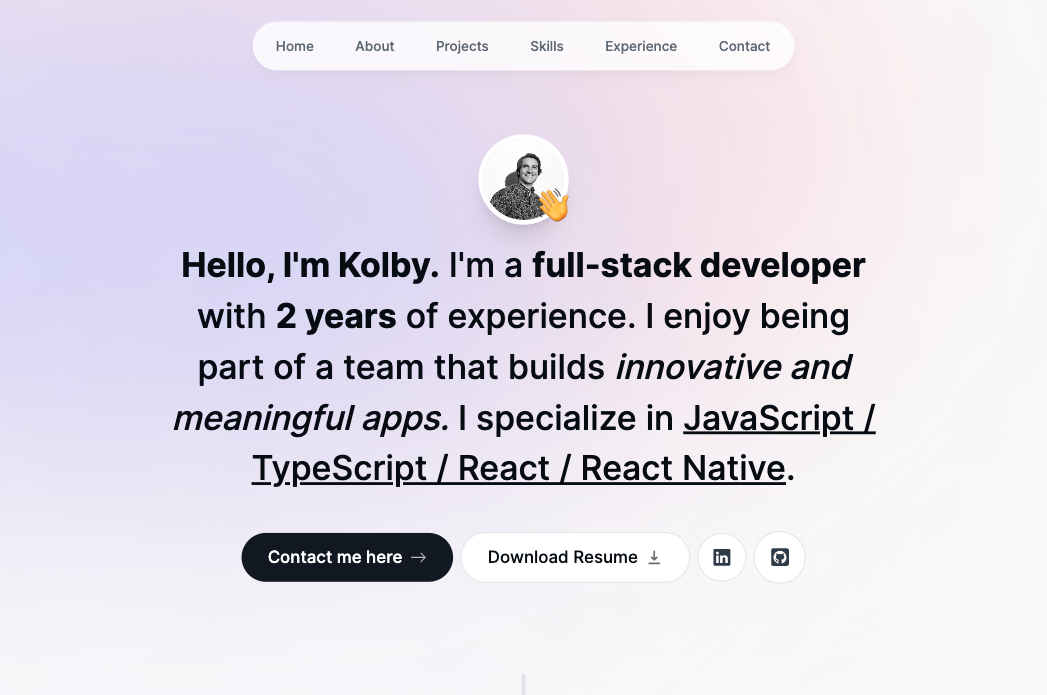 Home About Projects Skills Experience Contact
Hello, I'm Kolby. I'm a full-stack developer
with 2 years of experience. I enjoy being
part of a team that builds innovative and
meaningful apps. I specialize in JavaScript /
TypeScript / React / React Native.
Contact me here → Download Resume in